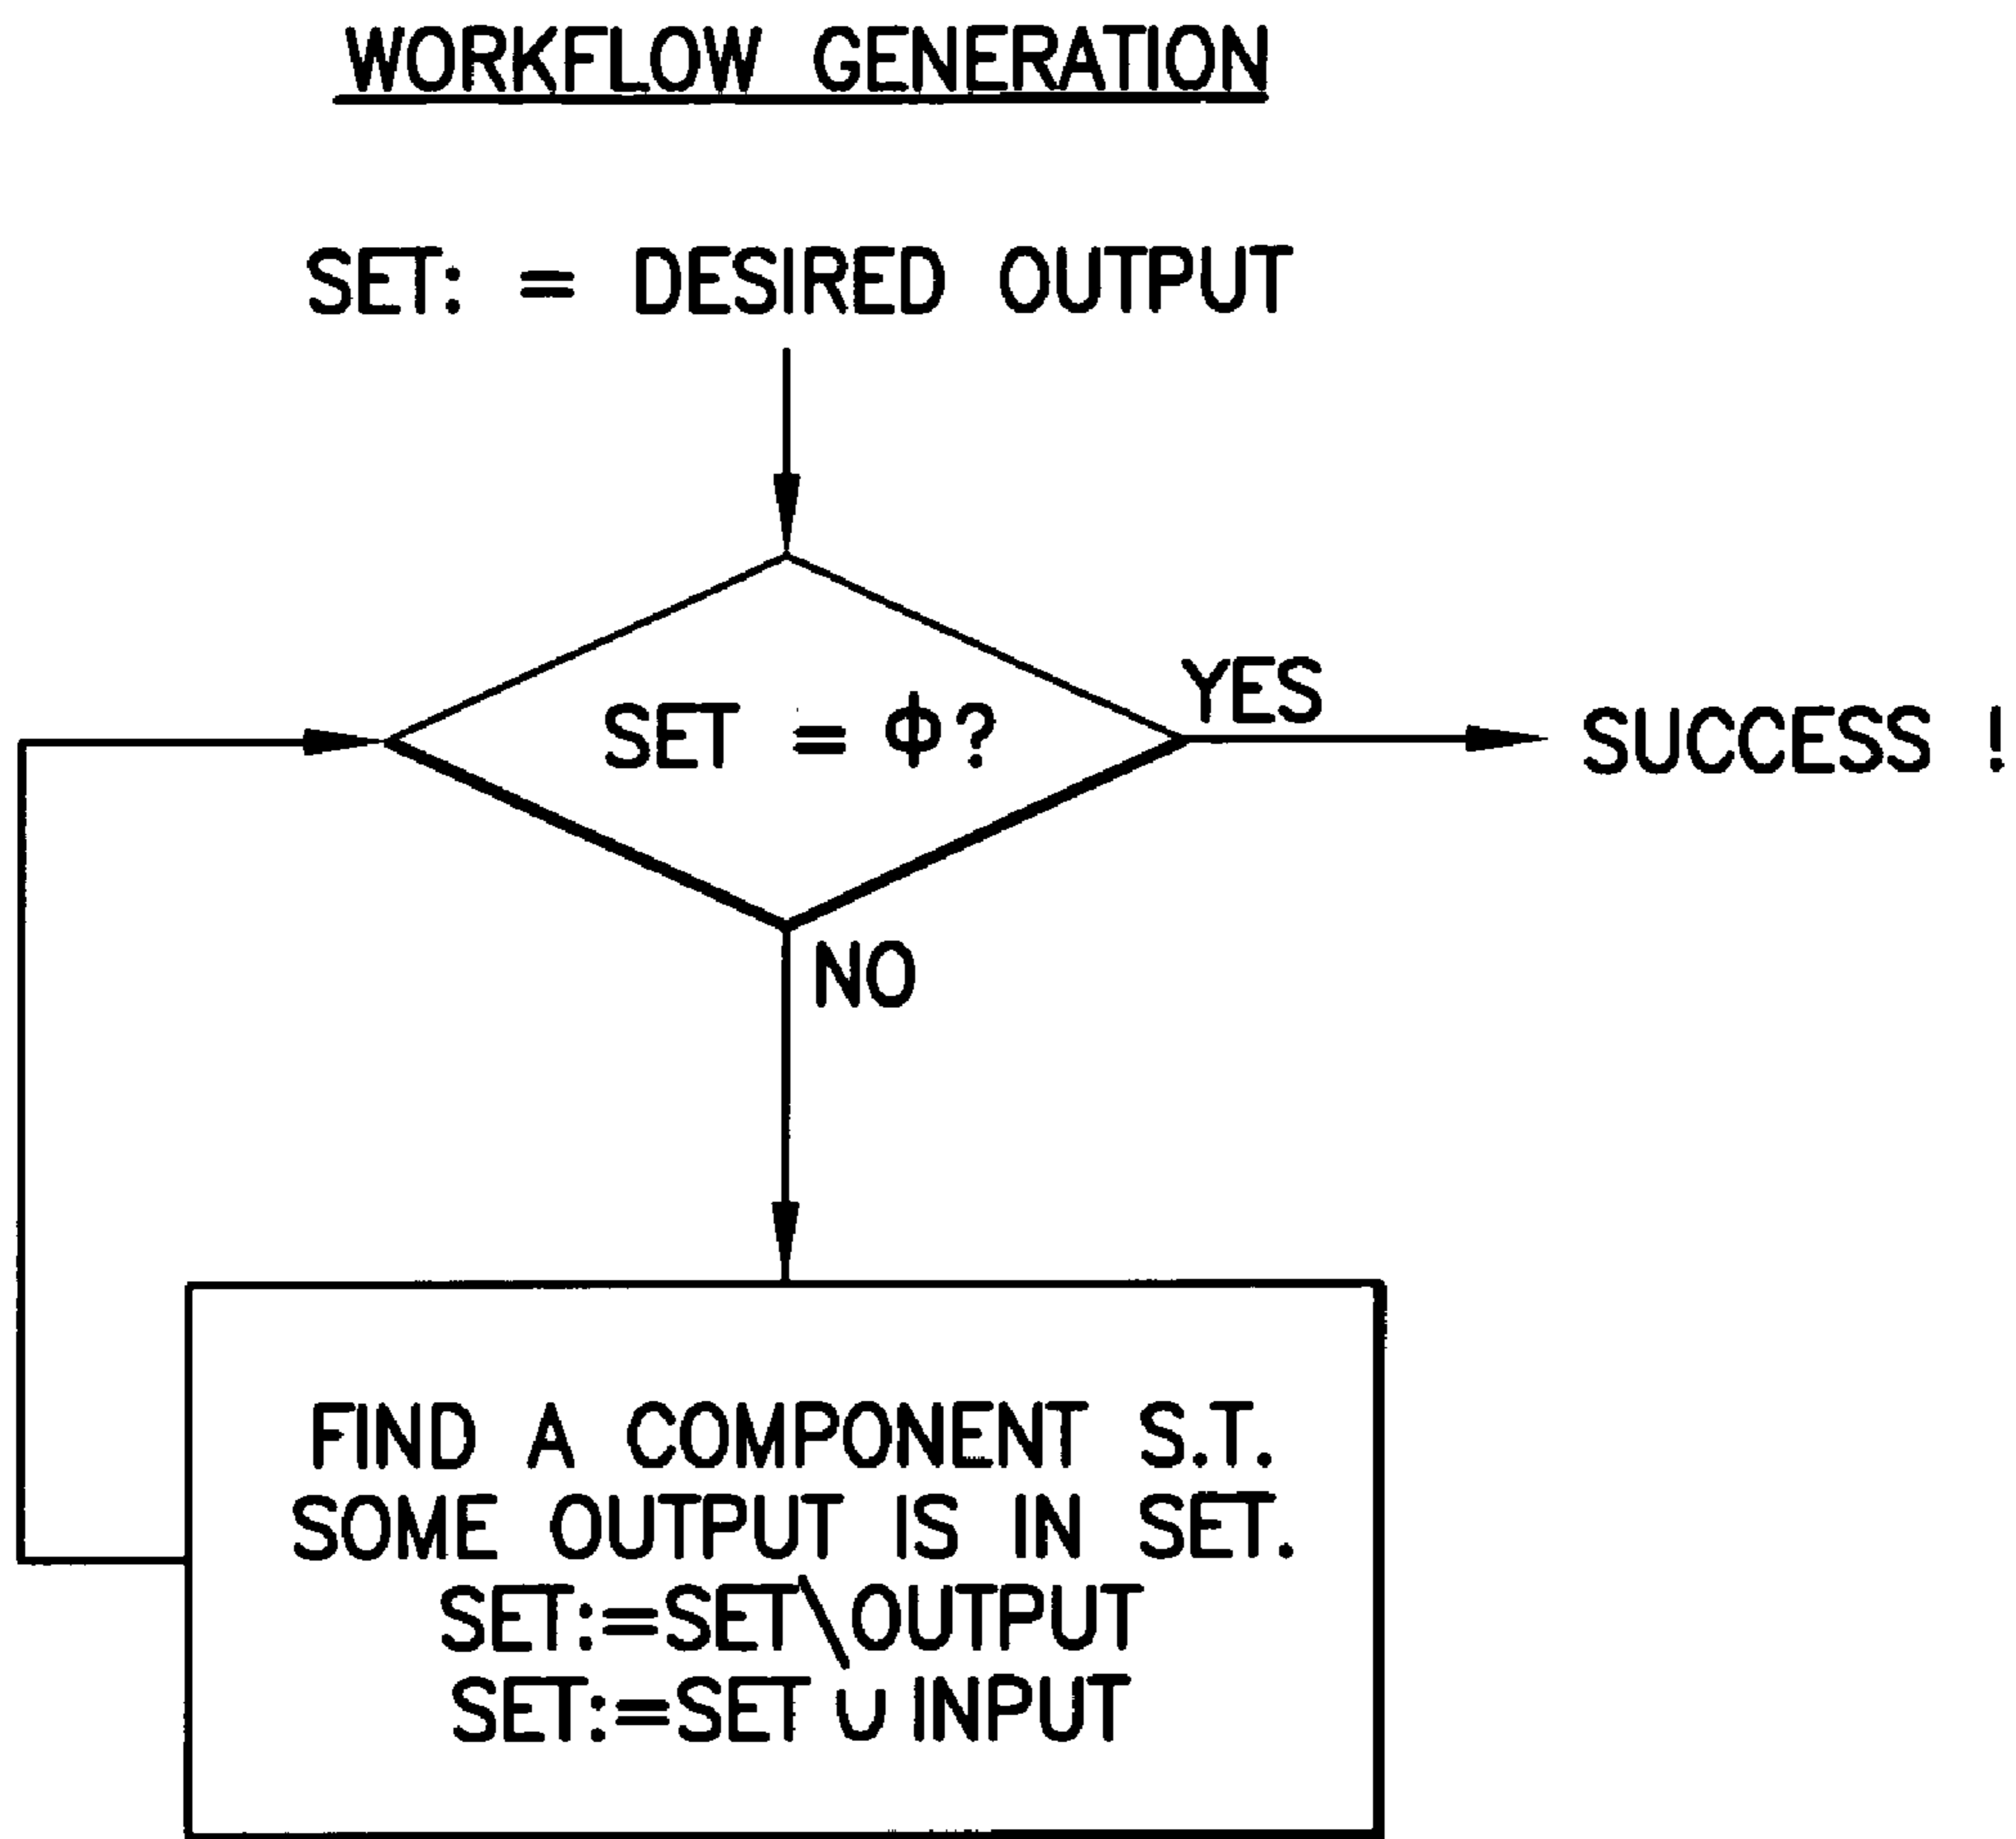 WORKFLOW GENERATION
SET: = DESIRED OUTPUT
SET = Φ?
YES
SUCCESS !
NO
FIND A COMPONENT S.T.
SOME OUTPUT IS IN SET.
SET:=SET\OUTPUT
SET:=SET ∪ INPUT